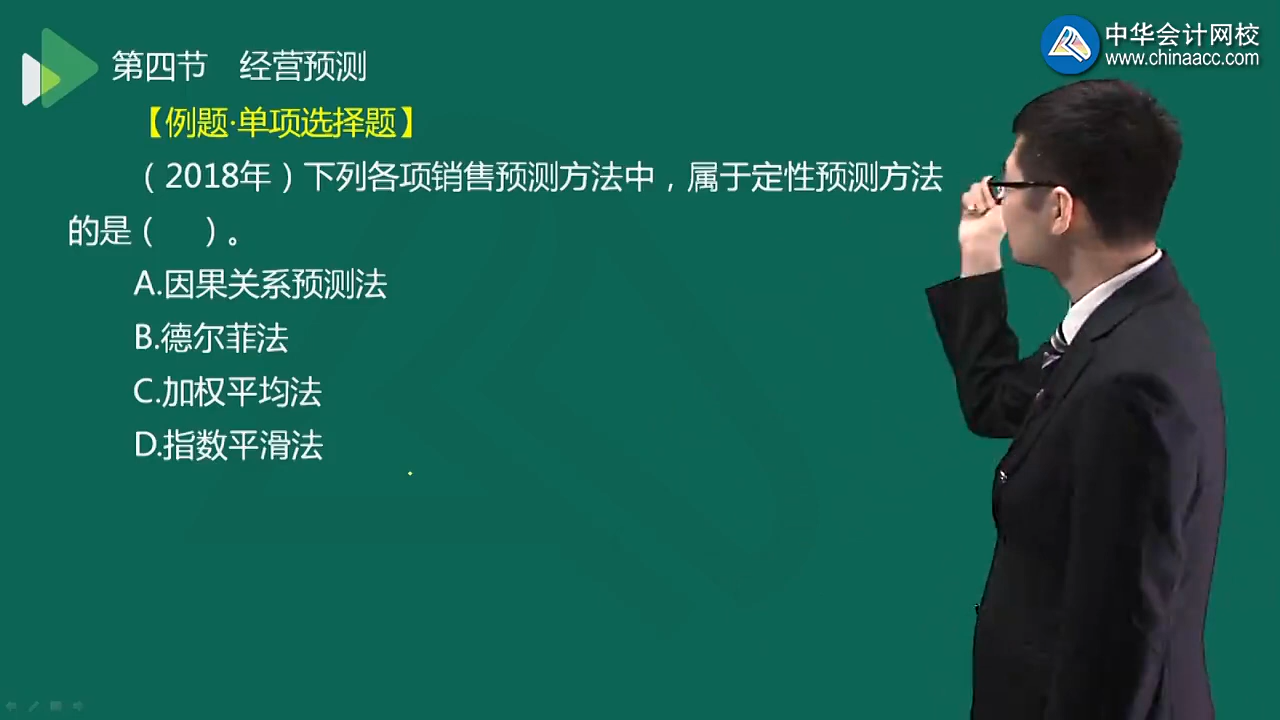 中华会计网校
www.chinaacc.com
第四节 经营预测
【例题·单项选择题】
（2018年）下列各项销售预测方法中，属于定性预测方法
的是（ ）。
A.因果关系预测法
B.德尔菲法
C.加权平均法
D.指数平滑法